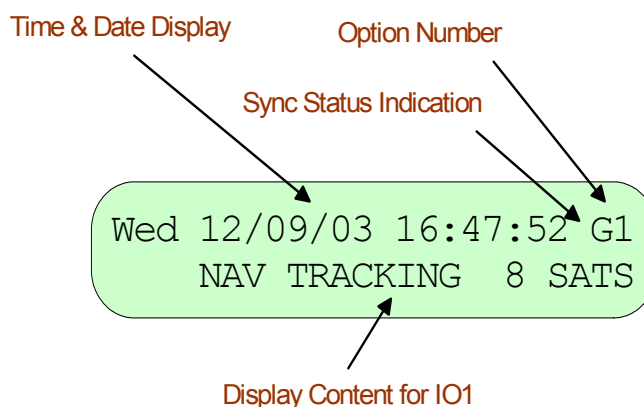 Time & Date Display
Option Number
Sync Status Indication
Wed 12/09/03 16:47:52 G1
NAV TRACKING 8 SATS
Display Content for IO1